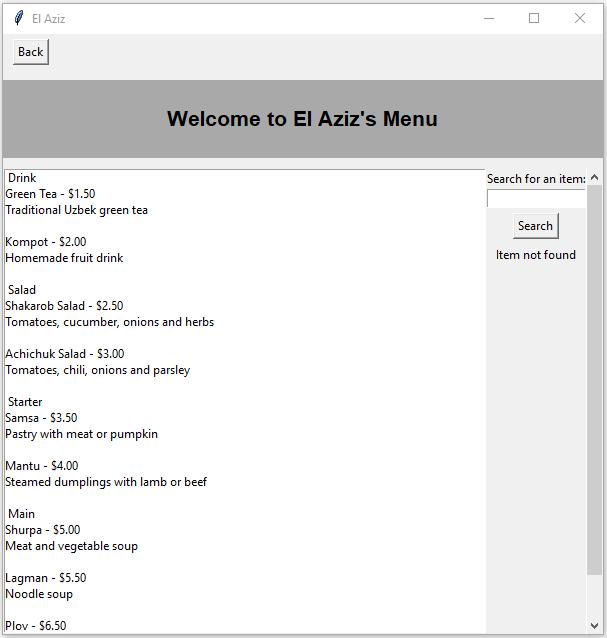 El Aziz
Back
Welcome to El Aziz's Menu
Drink
Green Tea - $1.50
Traditional Uzbek green tea
Kompot - $2.00
Homemade fruit drink
Salad
Shakarob Salad - $2.50
Tomatoes, cucumber, onions and herbs
Achichuk Salad - $3.00
Tomatoes, chili, onions and parsley
Starter
Samsa - $3.50
Pastry with meat or pumpkin
Mantu - $4.00
Steamed dumplings with lamb or beef
Main
Shurpa - $5.00
Meat and vegetable soup
Lagman - $5.50
Noodle soup
Plov - $6.50
Search for an item:
Search
Item not found